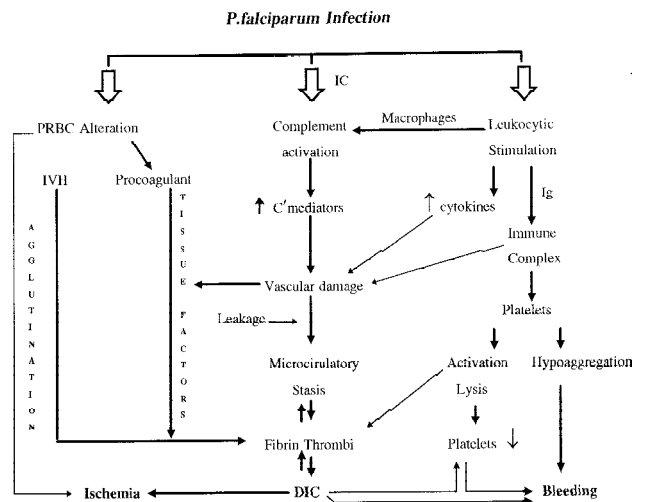 P.falciparum Infection
IC
PRBC Alteration
Complement
activation
Macrophages
Leukocytic
Stimulation
IVH
Procoagulant
Ig
↑ C'mediators
↑ cytokines
Immune
Complex
AGGLUTINATION
TISSUE FACTORS
Vascular damage
Leakage
Platelets
Microcirulatory
Stasis
Activation
Lysis
Hypoaggregation
Fibrin Thrombi
Platelets ↓
Ischemia
DIC
Bleeding